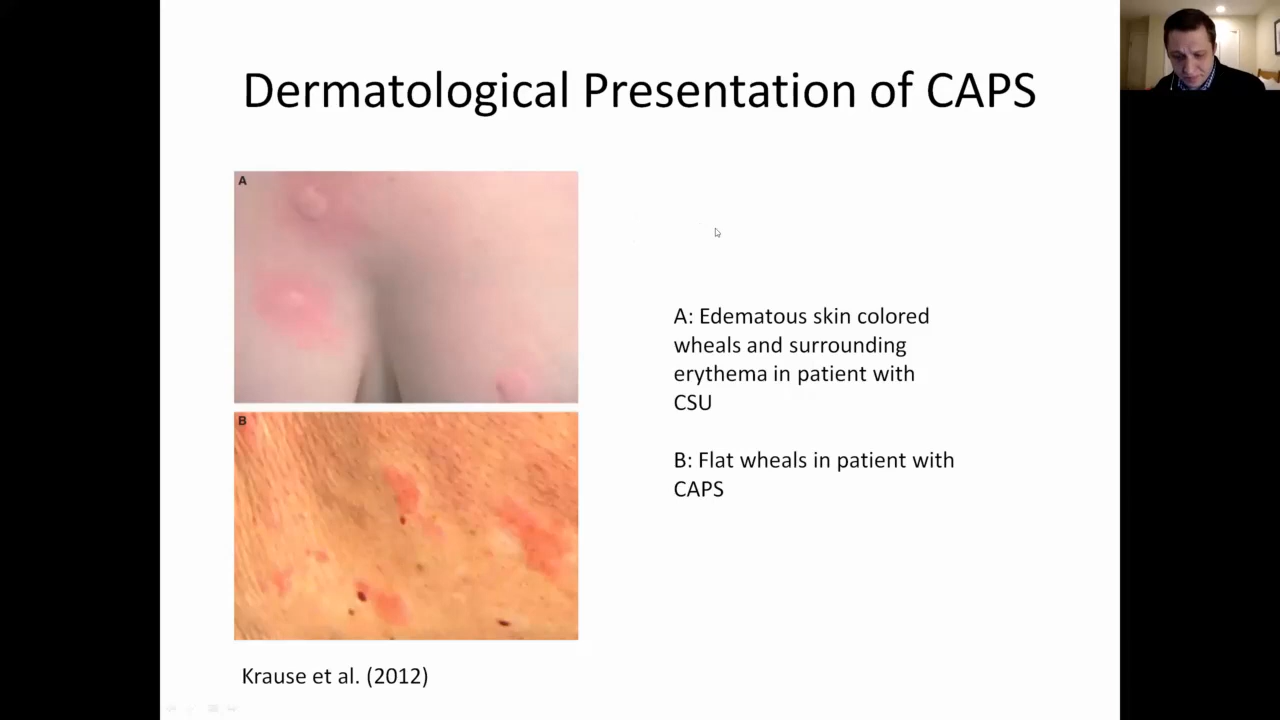 Dermatological Presentation of CAPS
A
A: Edematous skin colored
wheals and surrounding
erythema in patient with
CSU
B
B: Flat wheals in patient with
CAPS
Krause et al. (2012)